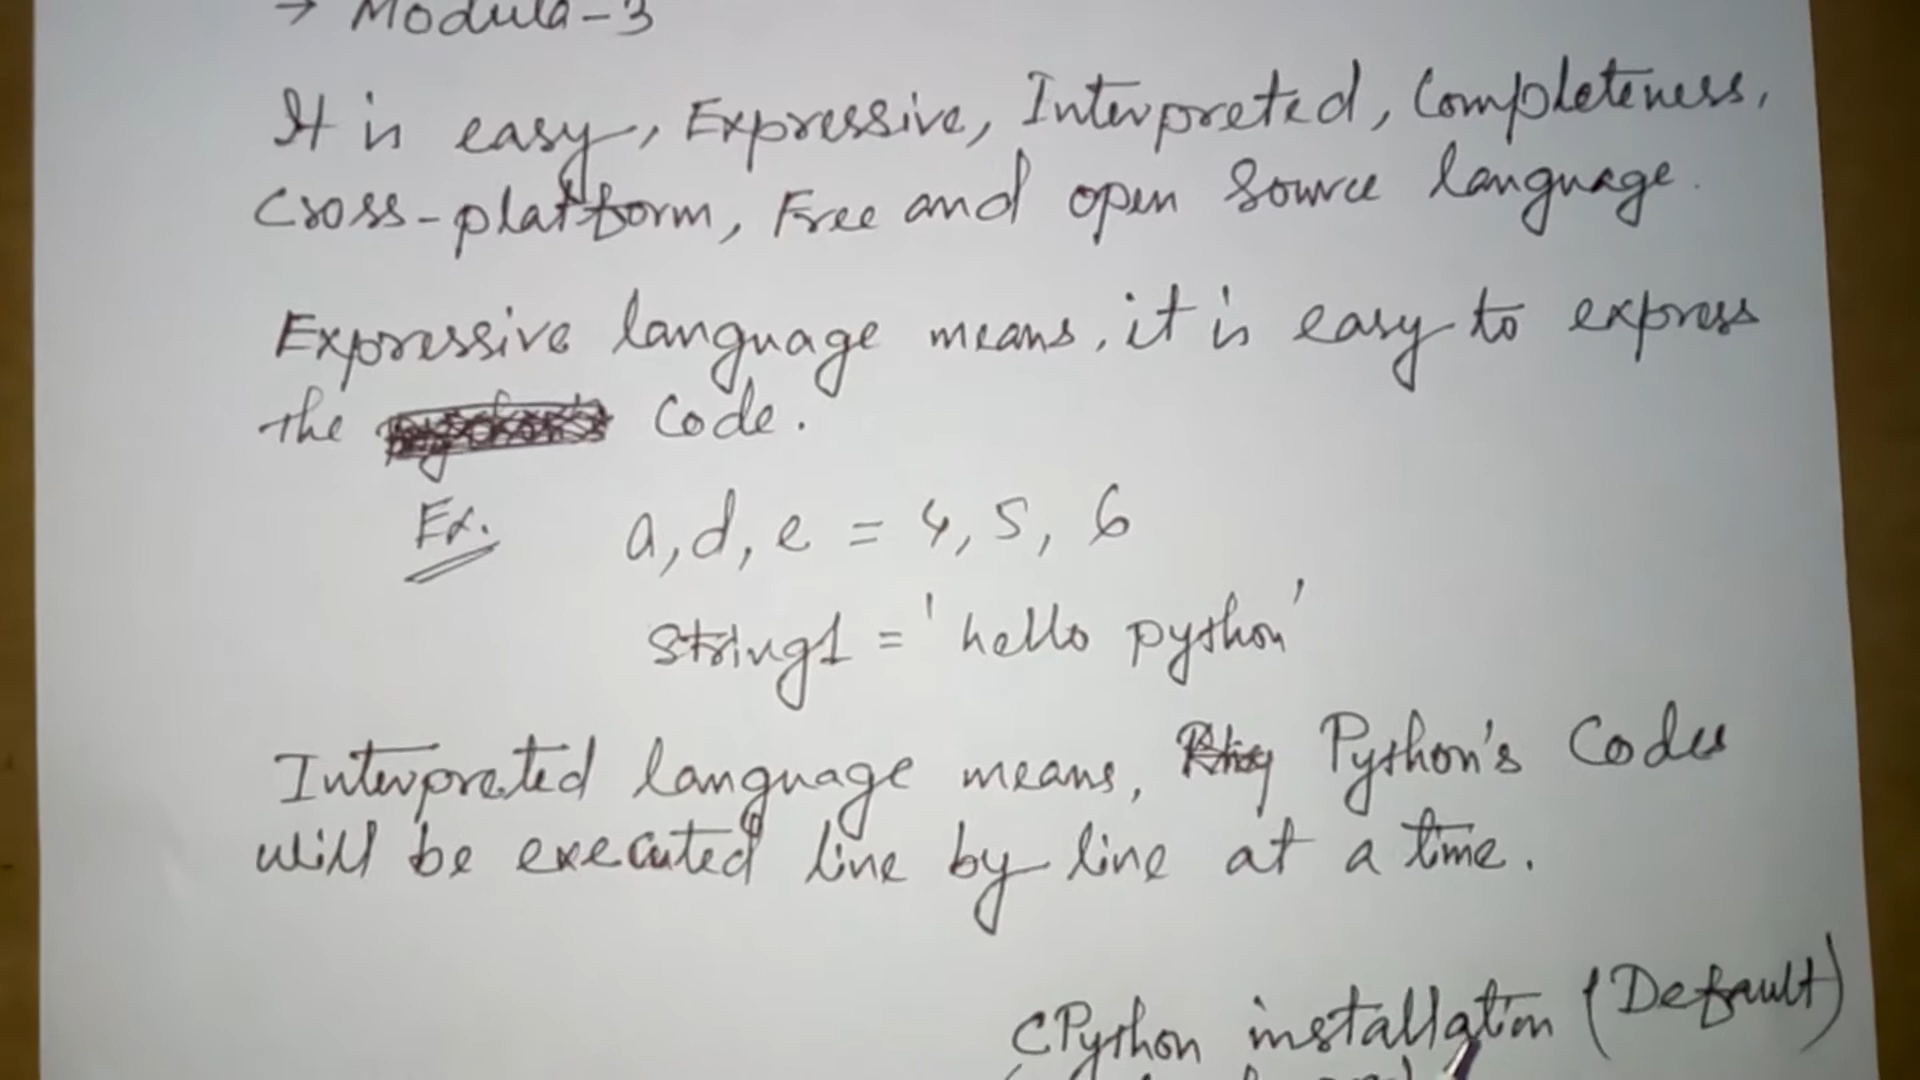 → Modula-3
It is easy, Expressive, Interpreted, Completeness,
Cross-platform, Free and open source language.
Expressive language means, it is easy to express
the code.
Ex. a, d, e = 4, 5, 6
string1 = 'hello python'
Interpreted language means, Python's Codes
will be executed line by line at a time.
CPython installation (Default)